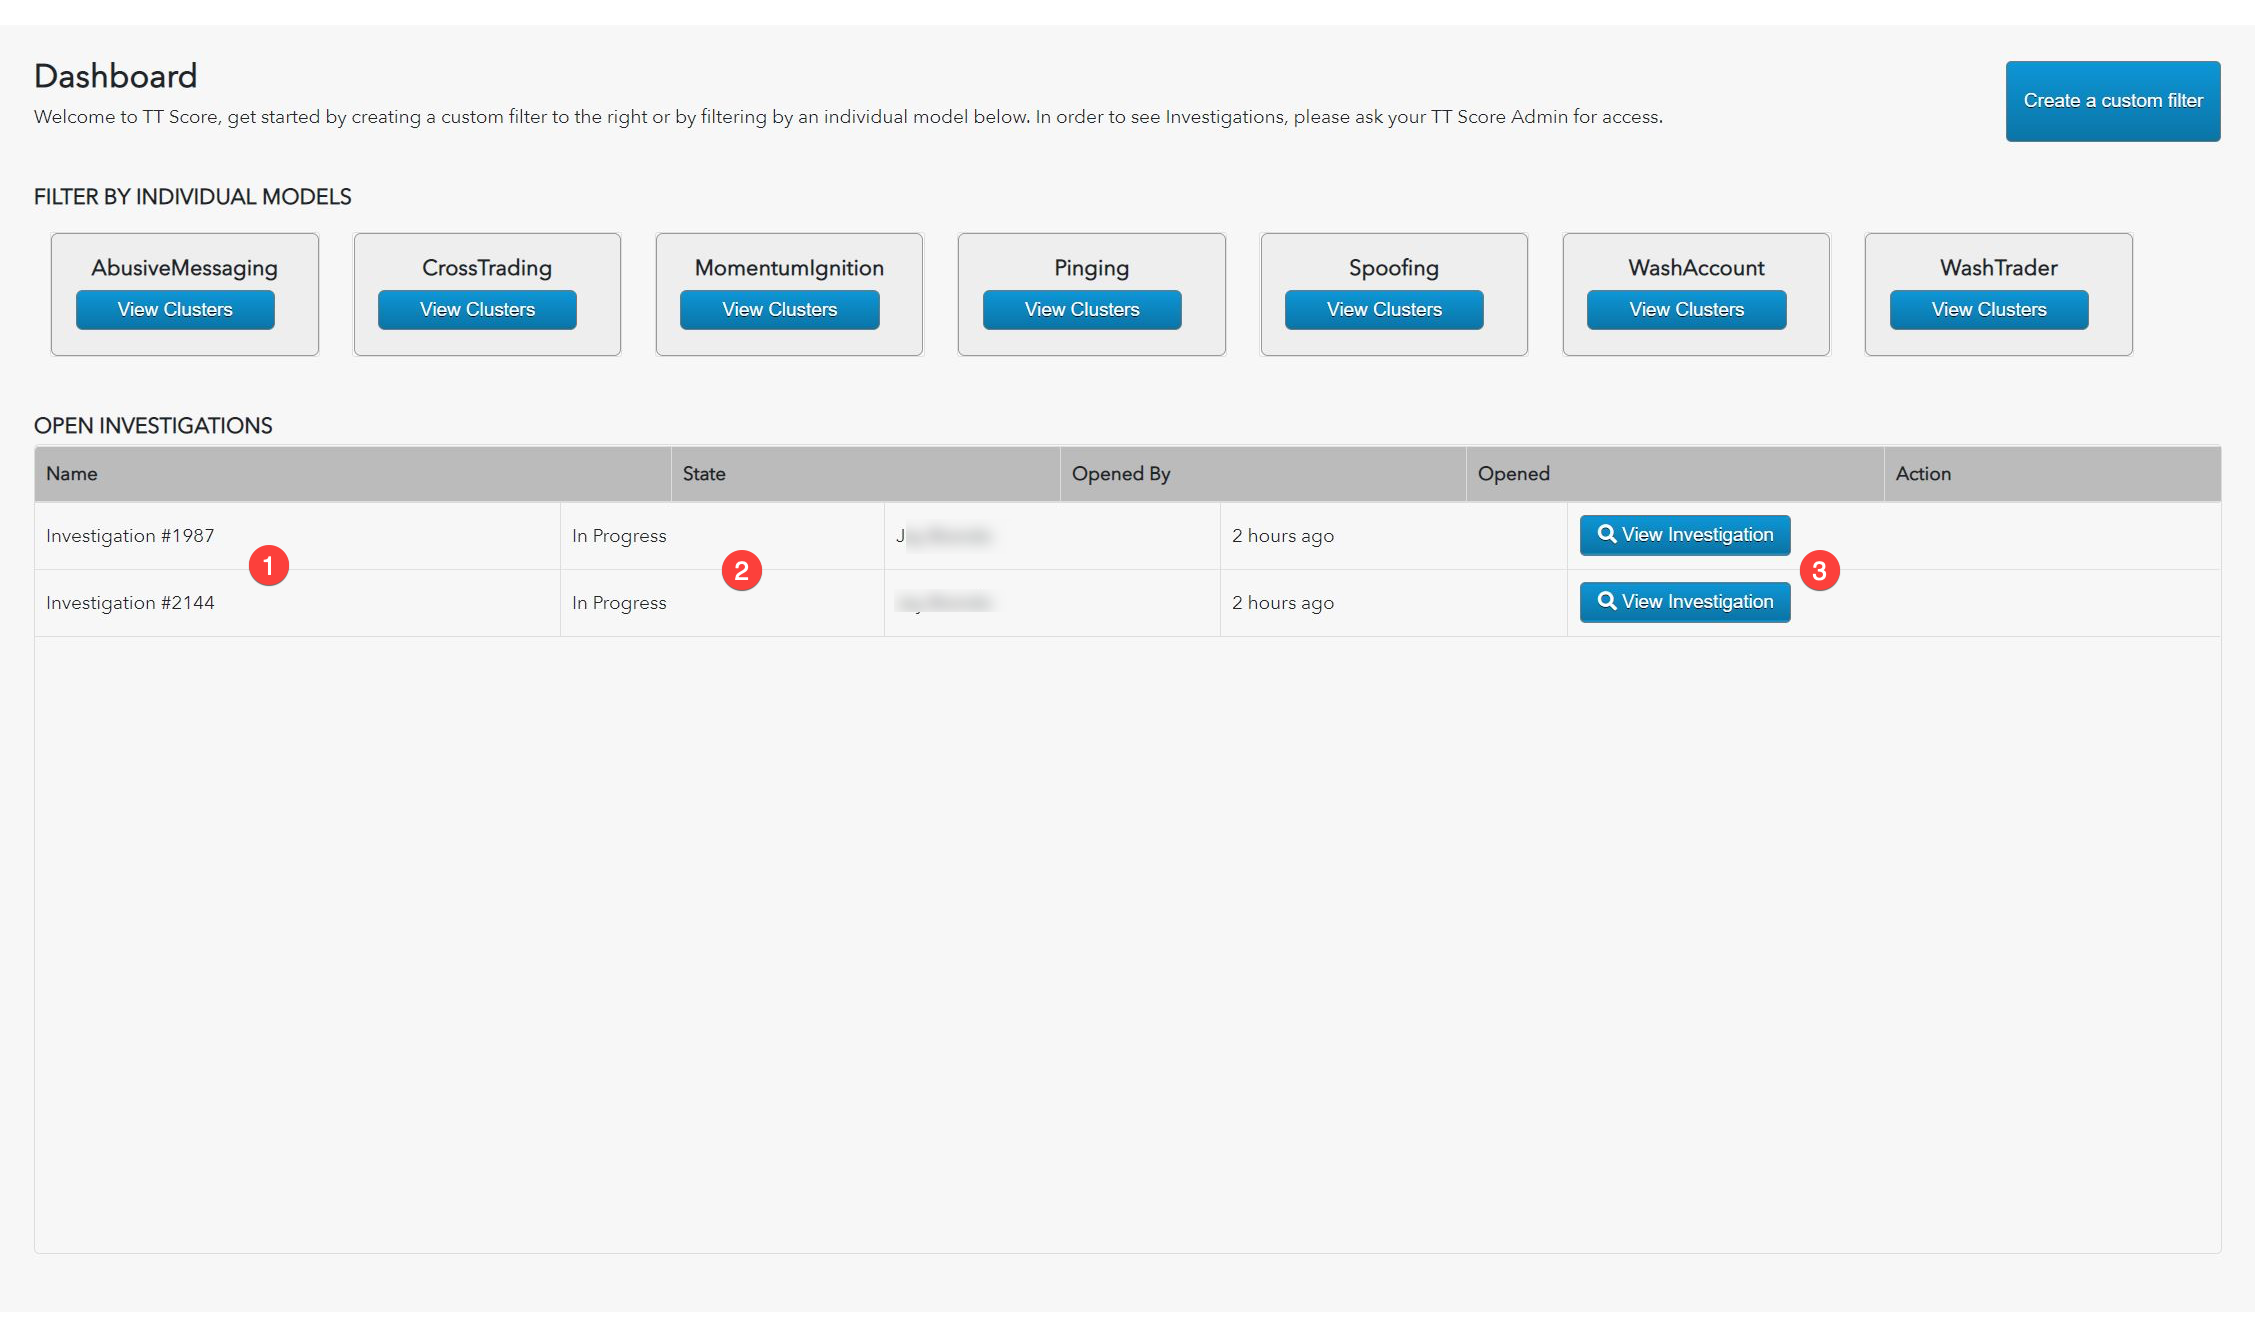 Dashboard
Create a custom filter
Welcome to TT Score, get started by creating a custom filter to the right or by filtering by an individual model below. In order to see Investigations, please ask your TT Score Admin for access.
FILTER BY INDIVIDUAL MODELS
AbusiveMessaging CrossTrading MomentumIgnition Pinging Spoofing WashAccount WashTrader
View Clusters View Clusters View Clusters View Clusters View Clusters View Clusters View Clusters
OPEN INVESTIGATIONS
Name State Opened By Opened Action
Investigation #1987 In Progress 2 hours ago View Investigation
1 2 3
Investigation #2144 In Progress 2 hours ago View Investigation